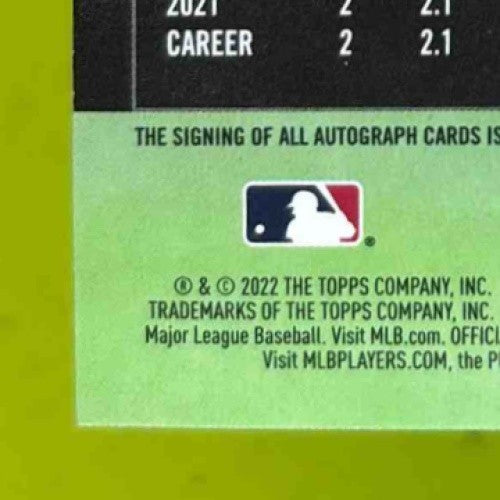 2021 2 2.1
CAREER 2 2.1
THE SIGNING OF ALL AUTOGRAPH CARDS IS
® & © 2022 THE TOPPS COMPANY, INC.
TRADEMARKS OF THE TOPPS COMPANY, INC.
Major League Baseball. Visit MLB.com. OFFICI
Visit MLBPLAYERS.COM, the P